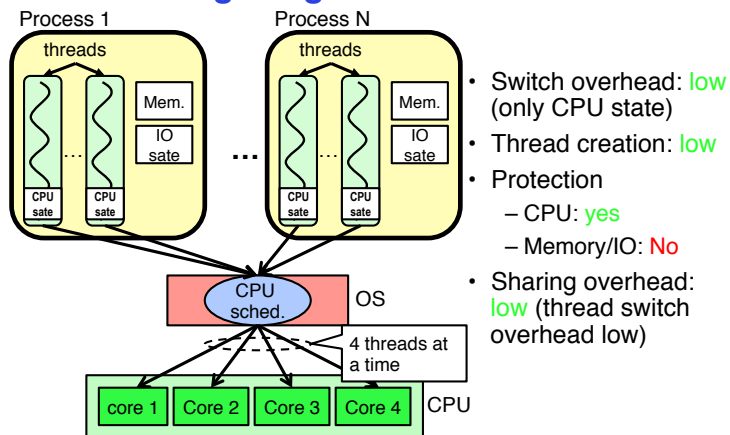 Process 1
threads
Mem.
IO
sate
...
CPU
sate
CPU
sate
...
Process N
threads
Mem.
IO
sate
...
CPU
sate
CPU
sate
• Switch overhead: low
(only CPU state)
• Thread creation: low
• Protection
– CPU: yes
– Memory/IO: No
• Sharing overhead:
low (thread switch
overhead low)
CPU
sched.
OS
4 threads at
a time
core 1
Core 2
Core 3
Core 4
CPU